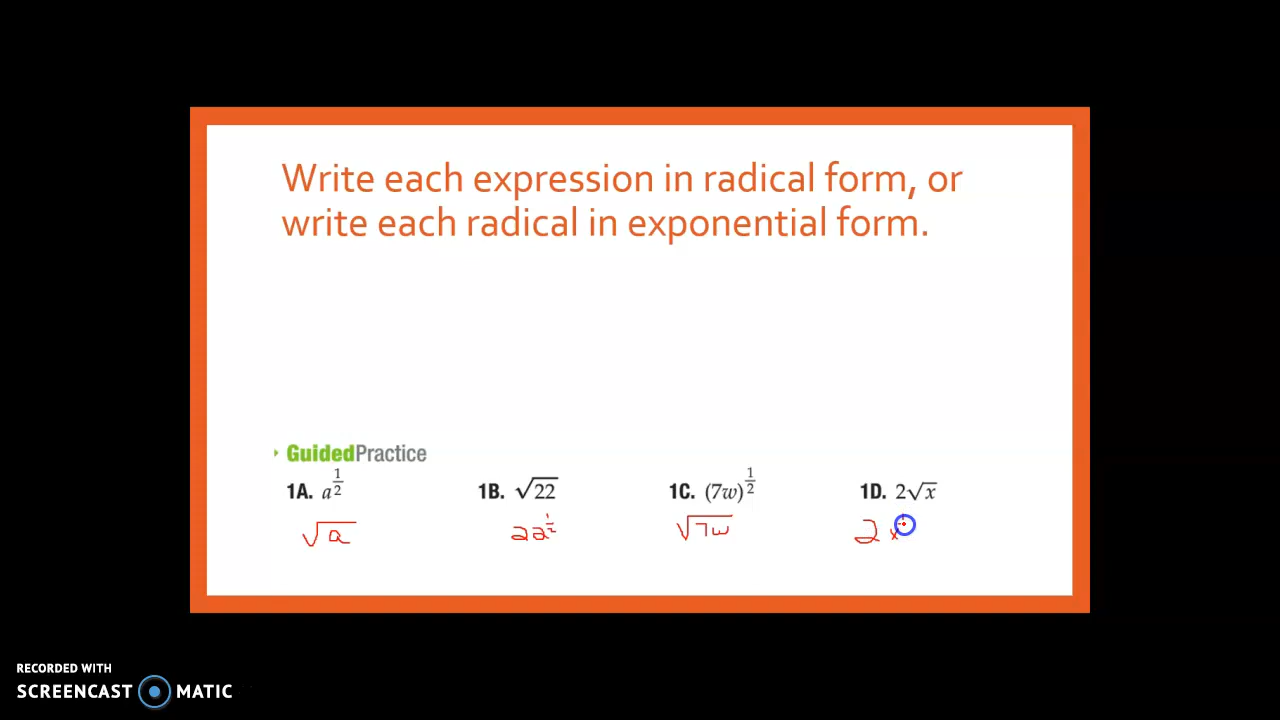 Write each expression in radical form, or
write each radical in exponential form.
GuidedPractice
1A. a^{1/2} 1B. √22 1C. (7w)^{1/2} 1D. 2√x
√a 22^{1/2} √7w 2x
RECORDED WITH
SCREENCAST MATIC